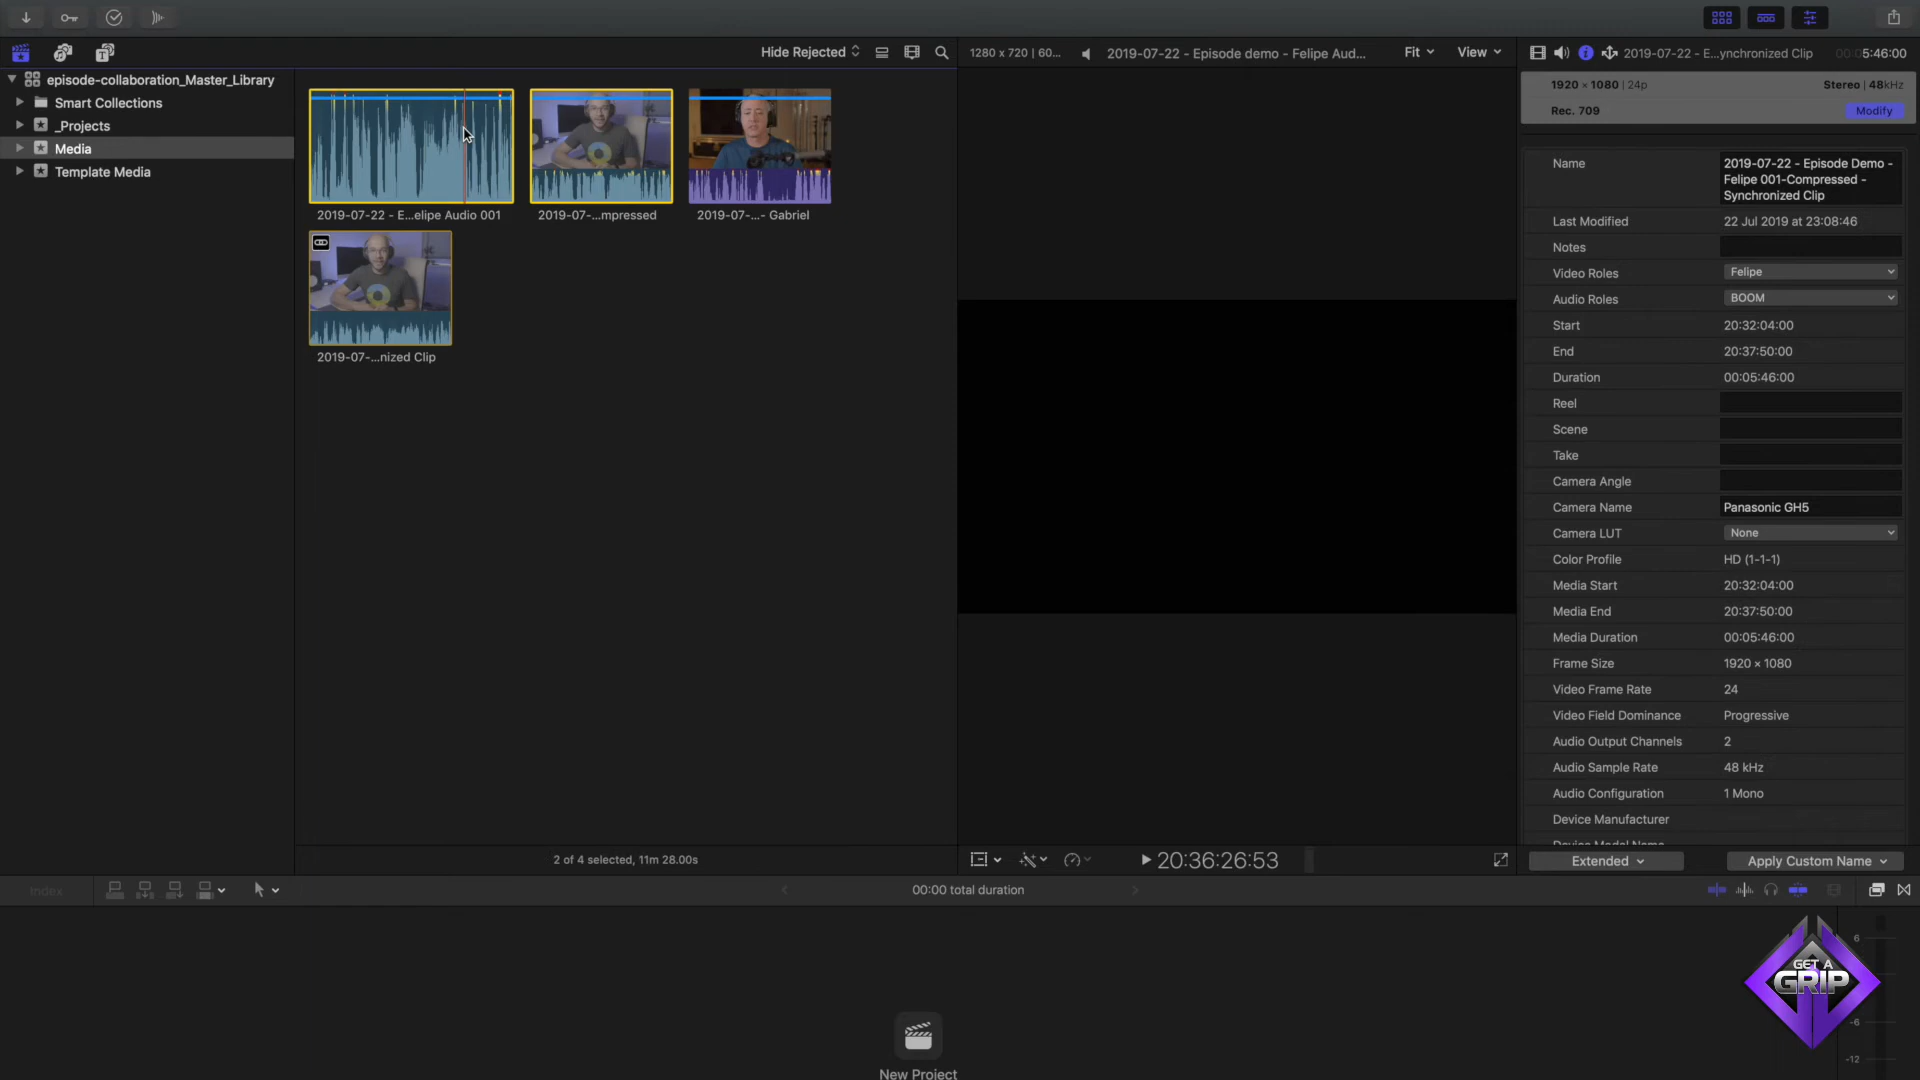 Hide Rejected
1280 x 720 | 60...
2019-07-22 - Episode demo - Felipe Aud...
Fit
View
2019-07-22 - E...ynchronized Clip
00:05:46:00
episode-collaboration_Master_Library
Smart Collections
_Projects
Media
Template Media
2019-07-22 - E...elipe Audio 001
2019-07-...mpressed
2019-07-...- Gabriel
2019-07-...nized Clip
1920 × 1080 | 24p
Stereo | 48kHz
Rec. 709
Modify
Name
2019-07-22 - Episode Demo -
Felipe 001-Compressed -
Synchronized Clip
Last Modified
22 Jul 2019 at 23:08:46
Notes
Video Roles
Felipe
Audio Roles
BOOM
Start
20:32:04:00
End
20:37:50:00
Duration
00:05:46:00
Reel
Scene
Take
Camera Angle
Camera Name
Panasonic GH5
Camera LUT
None
Color Profile
HD (1-1-1)
Media Start
20:32:04:00
Media End
20:37:50:00
Media Duration
00:05:46:00
Frame Size
1920 × 1080
Video Frame Rate
24
Video Field Dominance
Progressive
Audio Output Channels
2
Audio Sample Rate
48 kHz
Audio Configuration
1 Mono
Device Manufacturer
2 of 4 selected, 11m 28.00s
20:36:26:53
Extended
Apply Custom Name
Index
00:00 total duration
6
-6
-12
GET A
GRIP
New Project